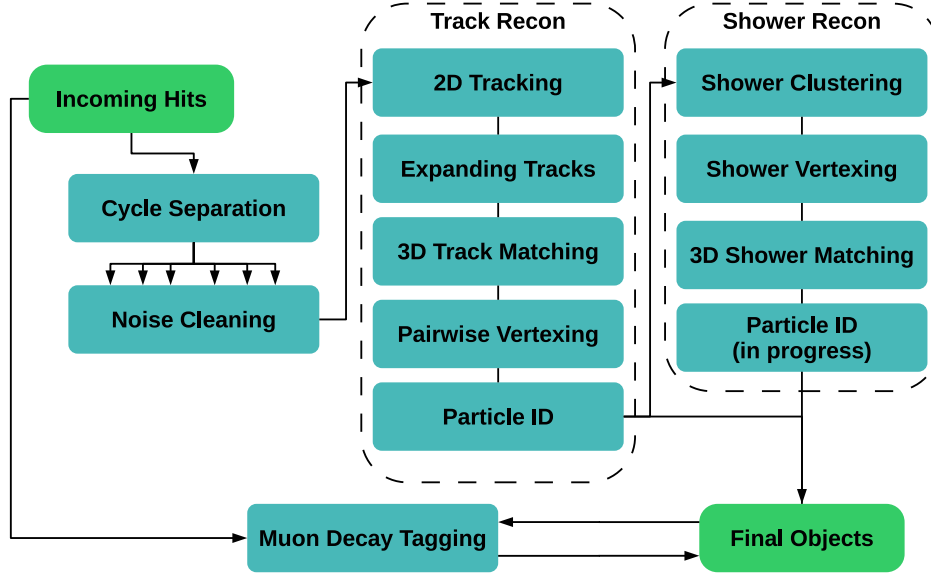 Incoming Hits
Cycle Separation
Noise Cleaning
Track Recon
2D Tracking
Expanding Tracks
3D Track Matching
Pairwise Vertexing
Particle ID
Shower Recon
Shower Clustering
Shower Vertexing
3D Shower Matching
Particle ID
(in progress)
Muon Decay Tagging
Final Objects